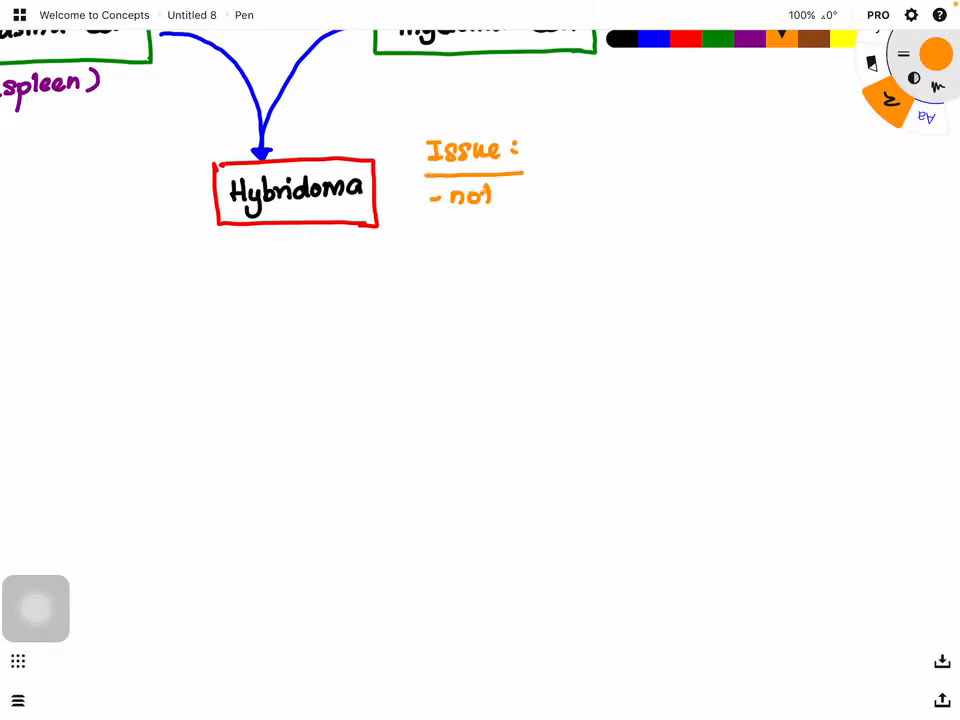 Welcome to Concepts › Untitled 8 › Pen
100% 0° PRO
spleen)
Aa
Hybridoma
Issue :
- not